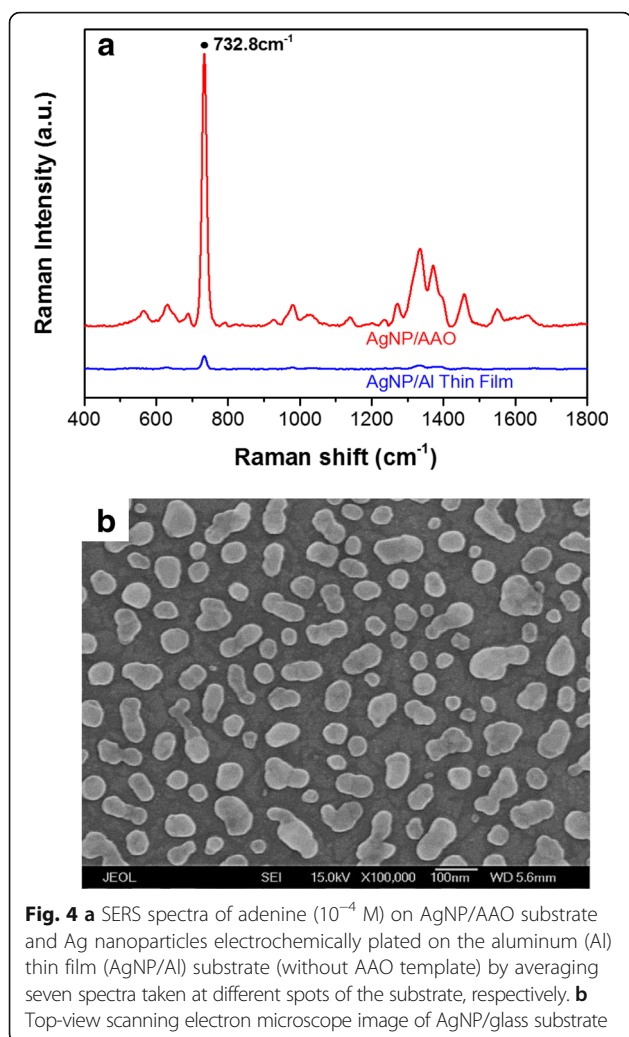 a
● 732.8cm⁻¹
Raman Intensity (a.u.)
AgNP/AAO
AgNP/Al Thin Film
400 600 800 1000 1200 1400 1600 1800
Raman shift (cm⁻¹)
b
JEOL SEI 15.0kV X100,000 100nm WD 5.6mm
Fig. 4 a SERS spectra of adenine (10⁻⁴ M) on AgNP/AAO substrate
and Ag nanoparticles electrochemically plated on the aluminum (Al)
thin film (AgNP/Al) substrate (without AAO template) by averaging
seven spectra taken at different spots of the substrate, respectively. b
Top-view scanning electron microscope image of AgNP/glass substrate